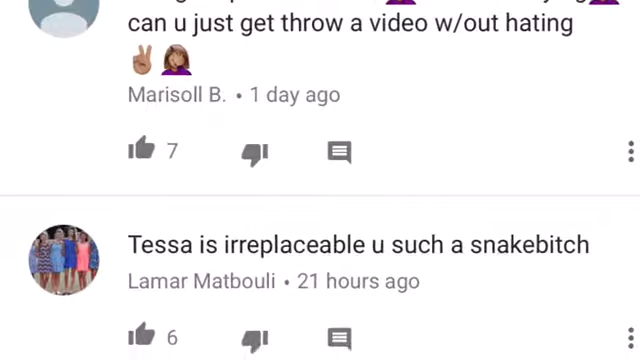 can u just get throw a video w/out hating
✌🏽🤦🏽‍♀️
Marisoll B. • 1 day ago
7
Tessa is irreplaceable u such a snakebitch
Lamar Matbouli • 21 hours ago
6